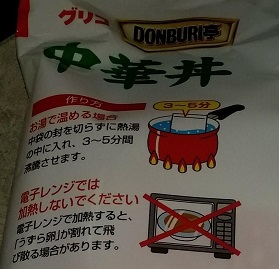 グリコ
DONBURI亭
中華丼
作り方
お湯で温める場合
中袋の封を切らずに熱湯
の中に入れ、3〜5分間
沸騰させます。
3〜5分
電子レンジでは
加熱しないでください
電子レンジで加熱すると、
「うずら卵」が割れて飛
び散る場合があります。